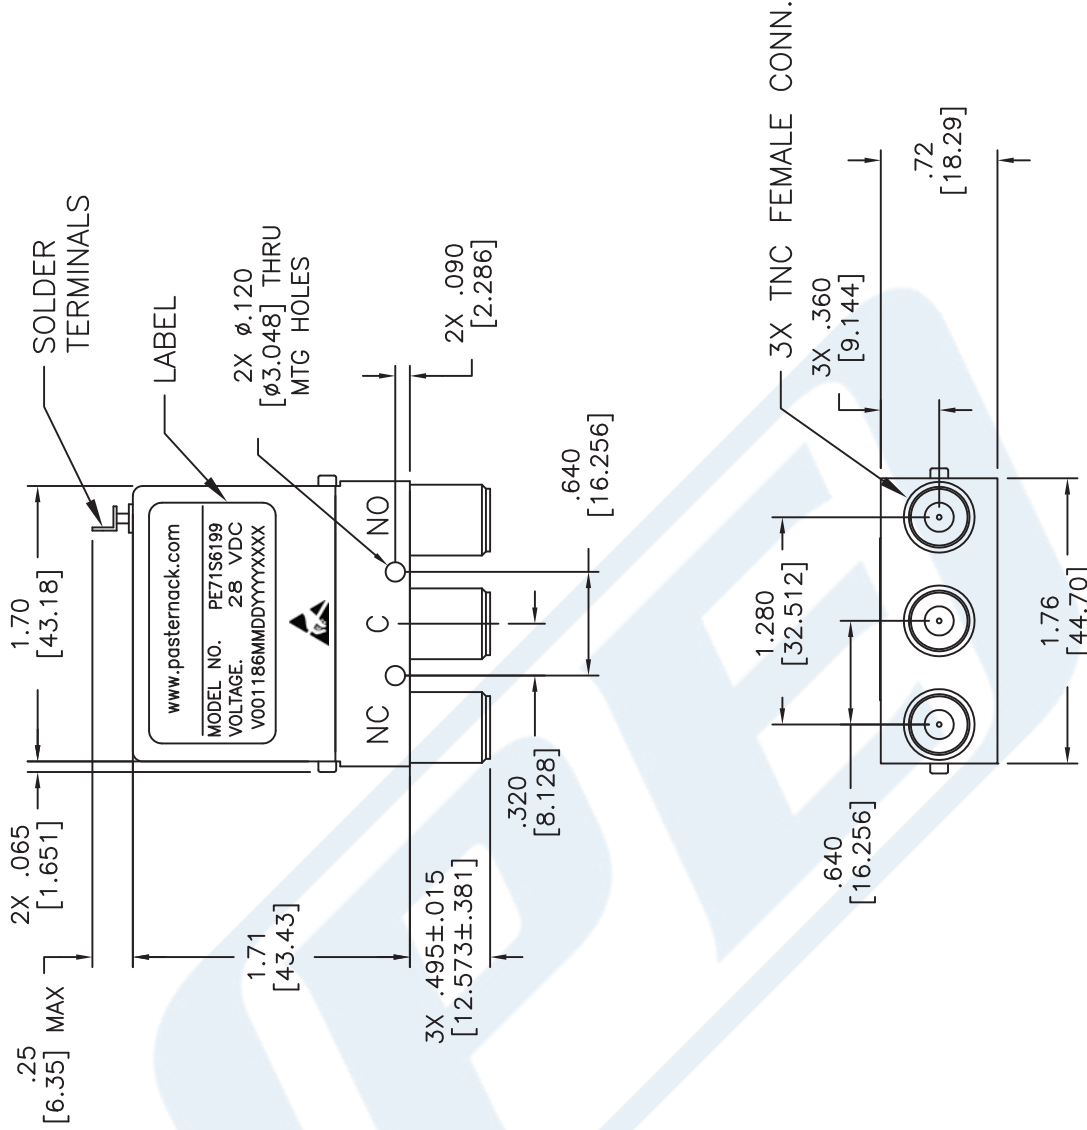 SOLDER
TERMINALS
LABEL
2X ø.120
[ø3.048] THRU
MTG HOLES
2X .090
[2.286]
1.70
[43.18]
www.pasternack.com
MODEL NO. PE71S6199
VOLTAGE. 28 VDC
V001186MMDDYYYYXXXX
NO
C
NC
.640
[16.256]
2X .065
[1.651]
.25
[6.35] MAX
1.71
[43.43]
.320
[8.128]
3X .495±.015
[12.573±.381]
3X TNC FEMALE CONN.
.72
[18.29]
3X .360
[9.144]
1.280
[32.512]
1.76
[44.70]
.640
[16.256]
PE